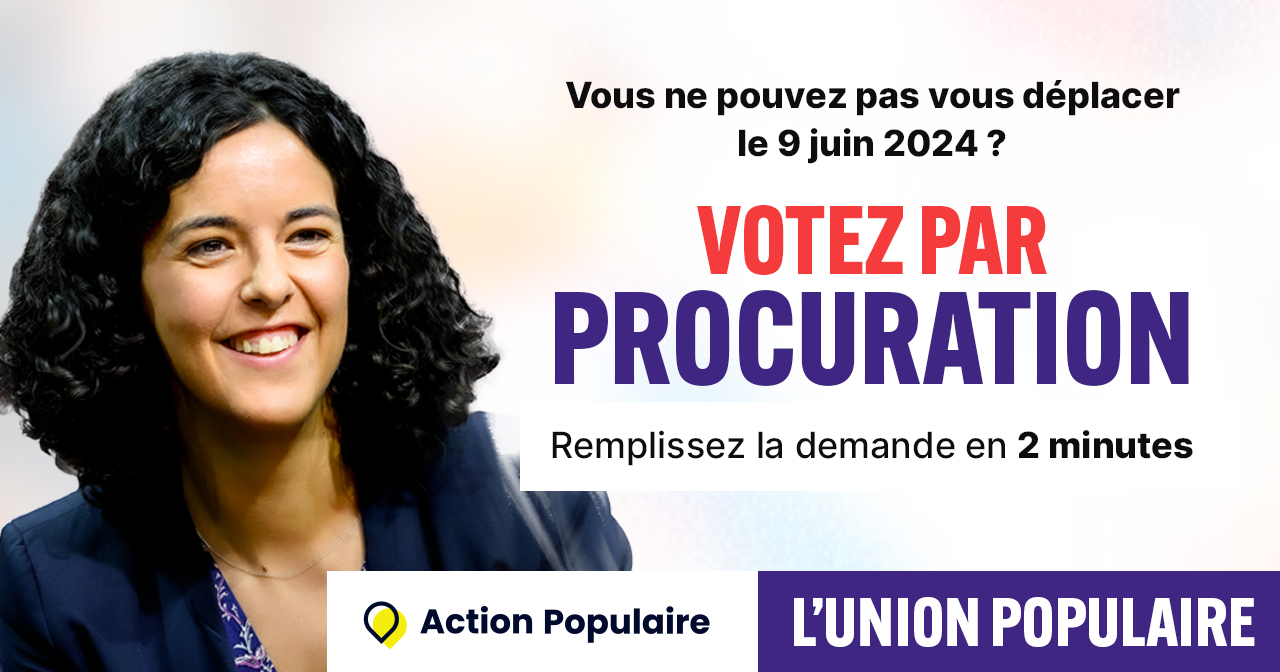 Vous ne pouvez pas vous déplacer
le 9 juin 2024 ?
VOTEZ PAR
PROCURATION
Remplissez la demande en 2 minutes
Action Populaire
L’UNION POPULAIRE